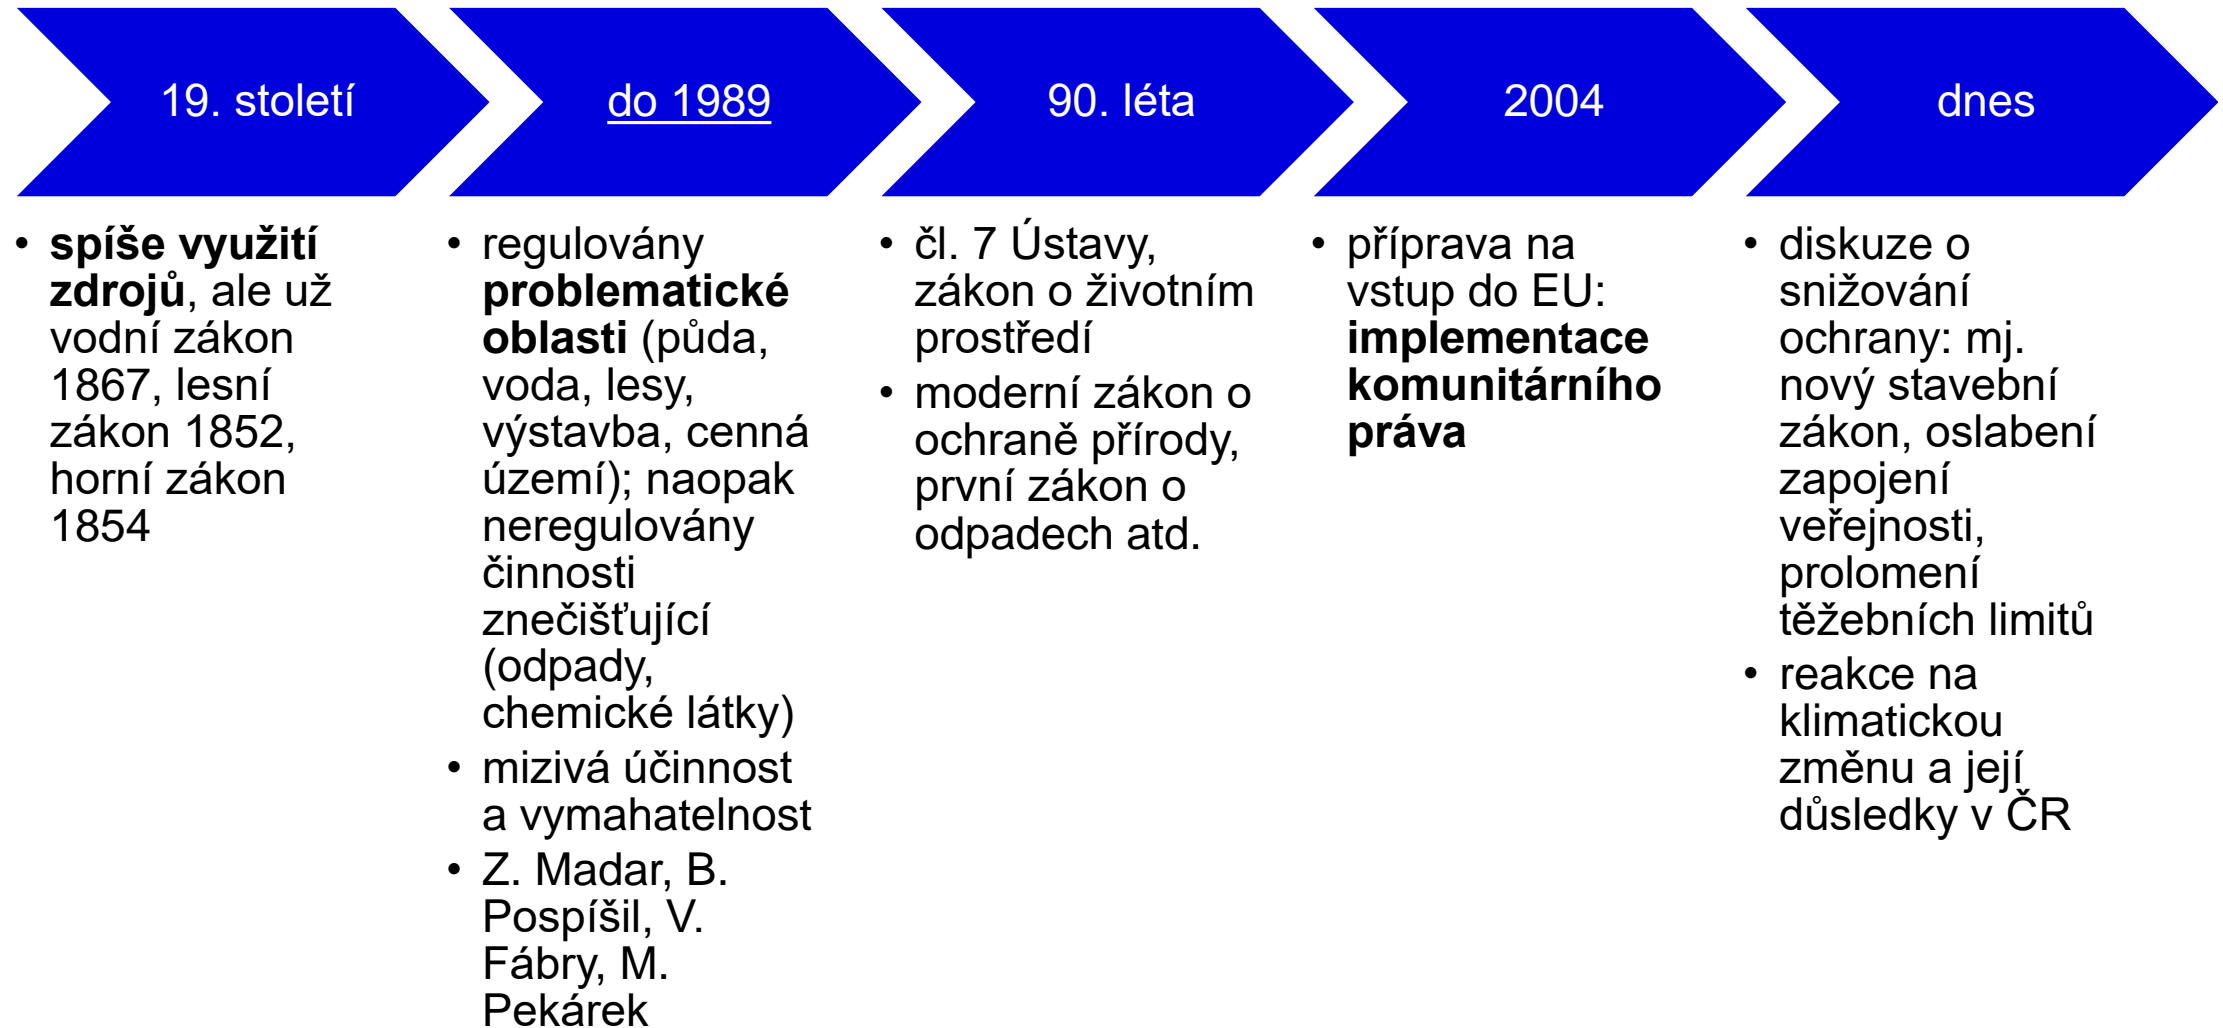 19. století
do 1989
90. léta
2004
dnes
• spíše využití
zdrojů, ale už
vodní zákon
1867, lesní
zákon 1852,
horní zákon
1854
• regulovány
problematické
oblasti (půda,
voda, lesy,
výstavba, cenná
území); naopak
neregulovány
činnosti
znečišťující
(odpady,
chemické látky)
• mizivá účinnost
a vymahatelnost
• Z. Madar, B.
Pospíšil, V.
Fábry, M.
Pekárek
• čl. 7 Ústavy,
zákon o životním
prostředí
• moderní zákon o
ochraně přírody,
první zákon o
odpadech atd.
• příprava na
vstup do EU:
implementace
komunitárního
práva
• diskuze o
snižování
ochrany: mj.
nový stavební
zákon, oslabení
zapojení
veřejnosti,
prolomení
těžebních limitů
• reakce na
klimatickou
změnu a její
důsledky v ČR